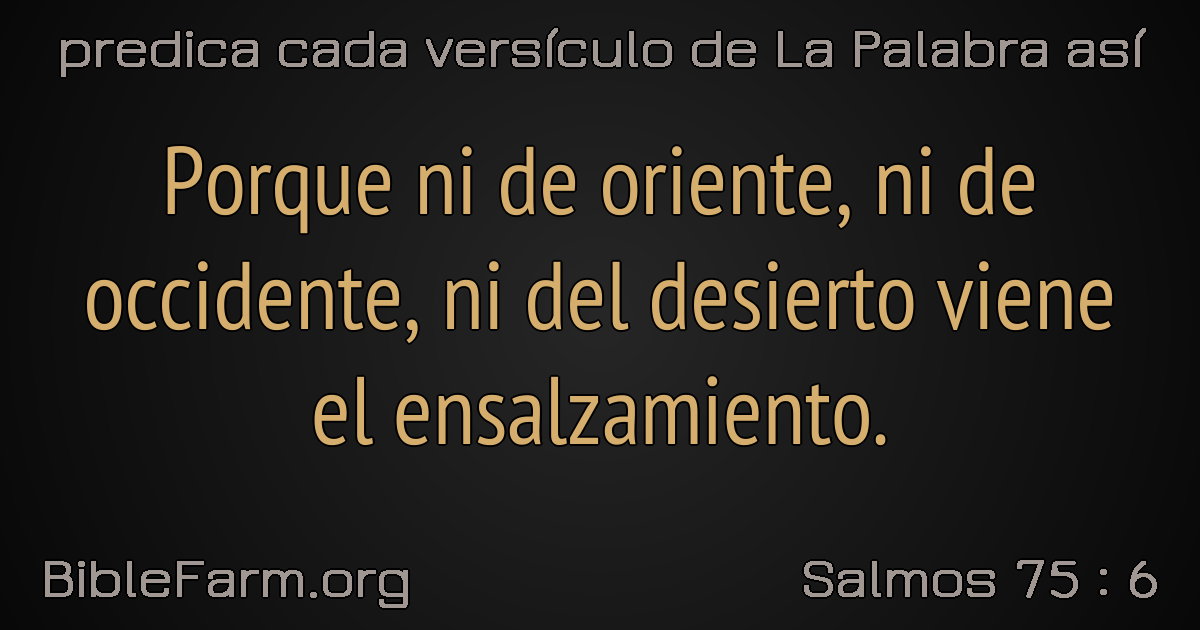 predica cada versículo de La Palabra así
Porque ni de oriente, ni de
occidente, ni del desierto viene
el ensalzamiento.
BibleFarm.org
Salmos 75 : 6